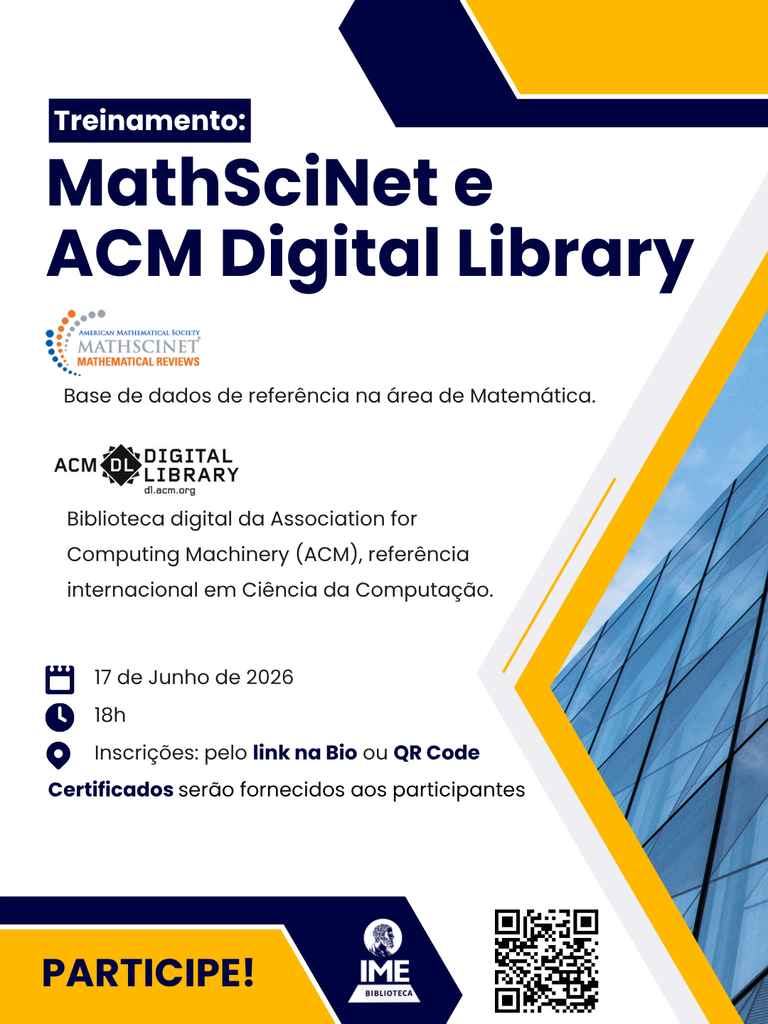 Treinamento:
MathSciNet e
ACM Digital Library
AMERICAN MATHEMATICAL SOCIETY
MATHSCINET
MATHEMATICAL REVIEWS
Base de dados de referência na área de Matemática.
ACM DL DIGITAL
LIBRARY
dl.acm.org
Biblioteca digital da Association for
Computing Machinery (ACM), referência
internacional em Ciência da Computação.
17 de Junho de 2026
18h
Inscrições: pelo link na Bio ou QR Code
Certificados serão fornecidos aos participantes
PARTICIPE!
IME
BIBLIOTECA